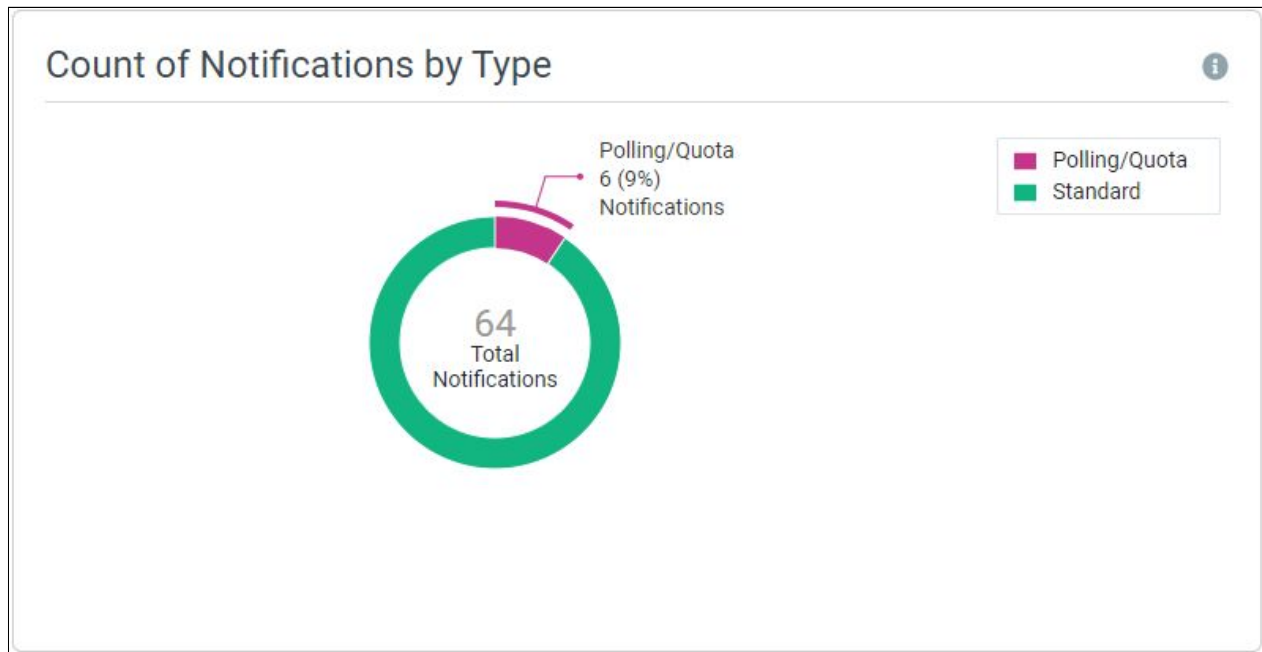 Count of Notifications by Type
Polling/Quota
6 (9%)
Notifications
Polling/Quota
Standard
64
Total
Notifications